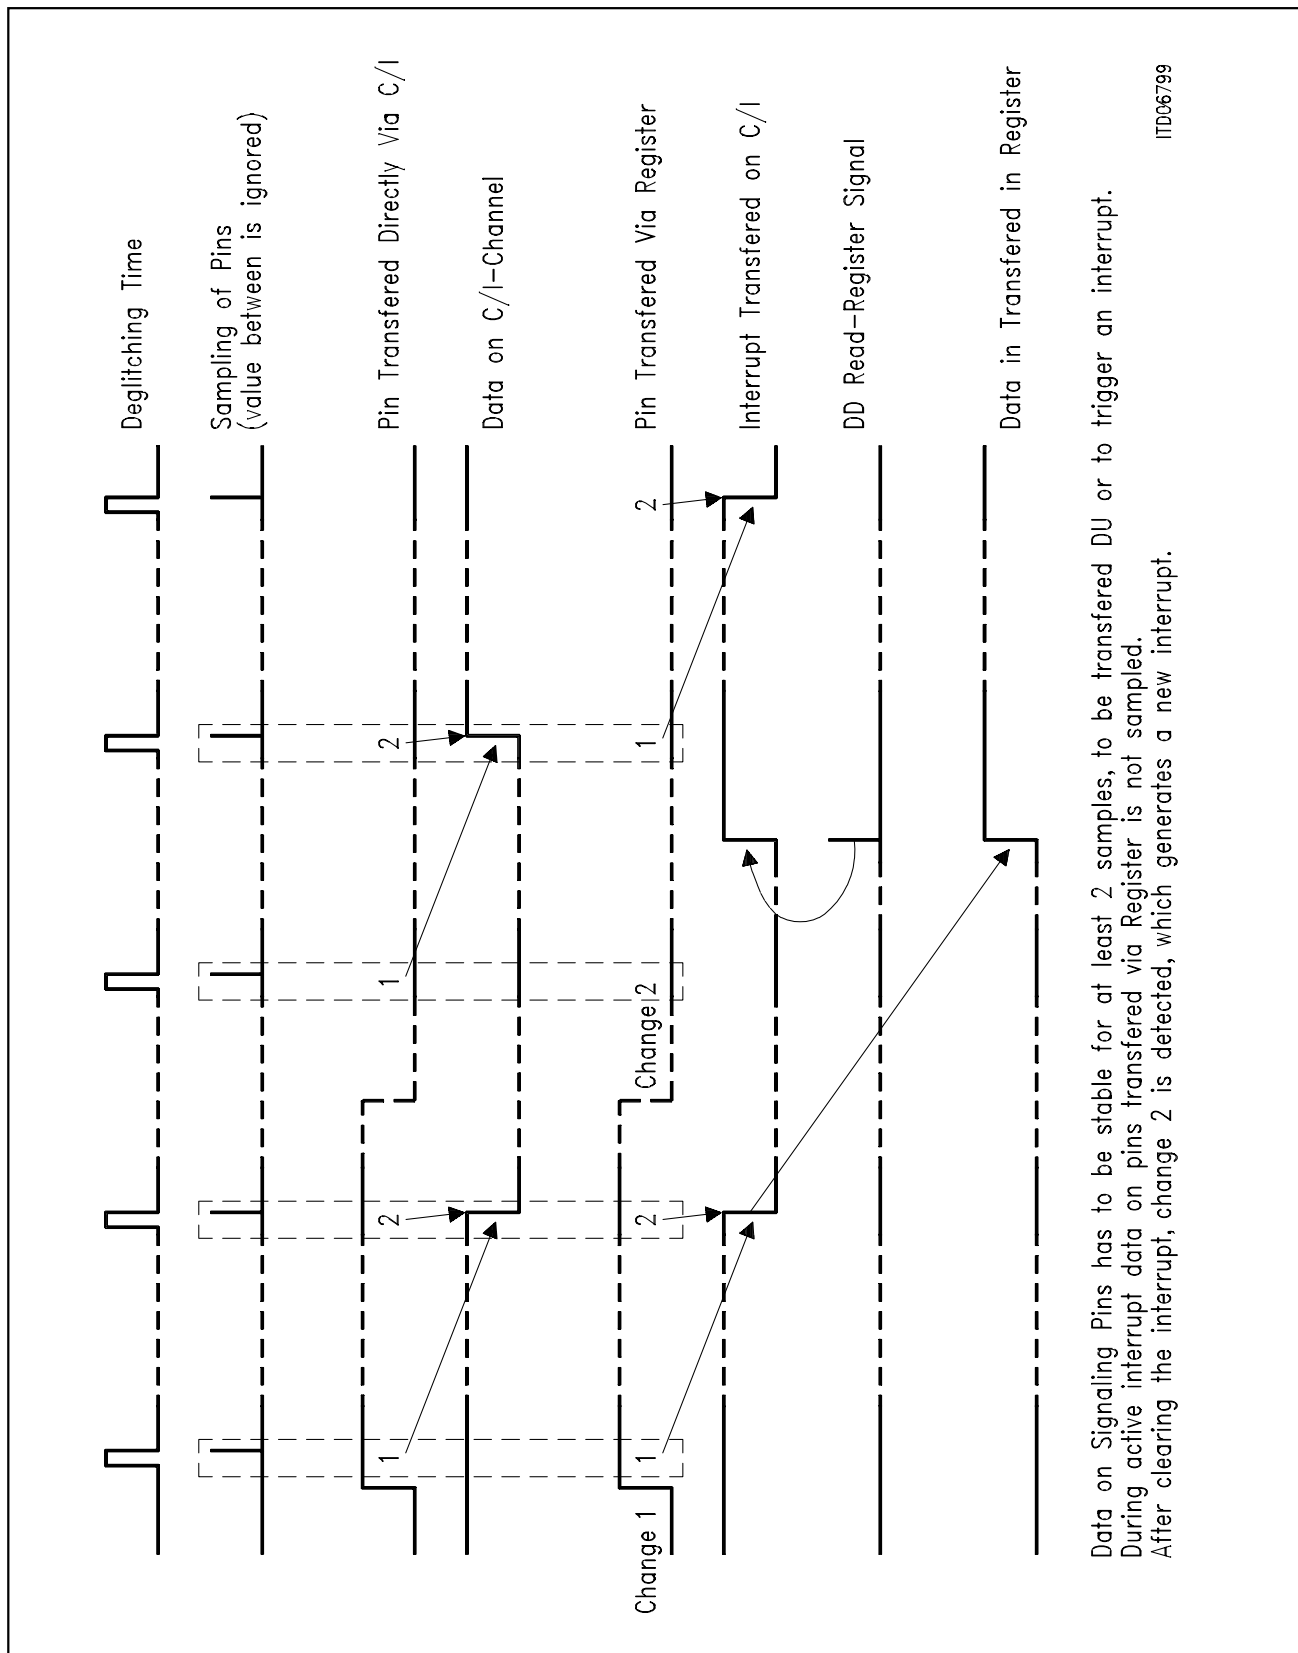 Deglitching Time
Sampling of Pins
(value between is ignored)
1
2
1
2
Pin Transfered Directly Via C/I
Data on C/I-Channel
Change 1
1
2
Change 2
1
2
Pin Transfered Via Register
Interrupt Transfered on C/I
DD Read-Register Signal
Data in Transfered in Register
Data on Signaling Pins has to be stable for at least 2 samples, to be transfered DU or to trigger an interrupt.
During active interrupt data on pins transfered via Register is not sampled.
After clearing the interrupt, change 2 is detected, which generates a new interrupt.
ITD06799